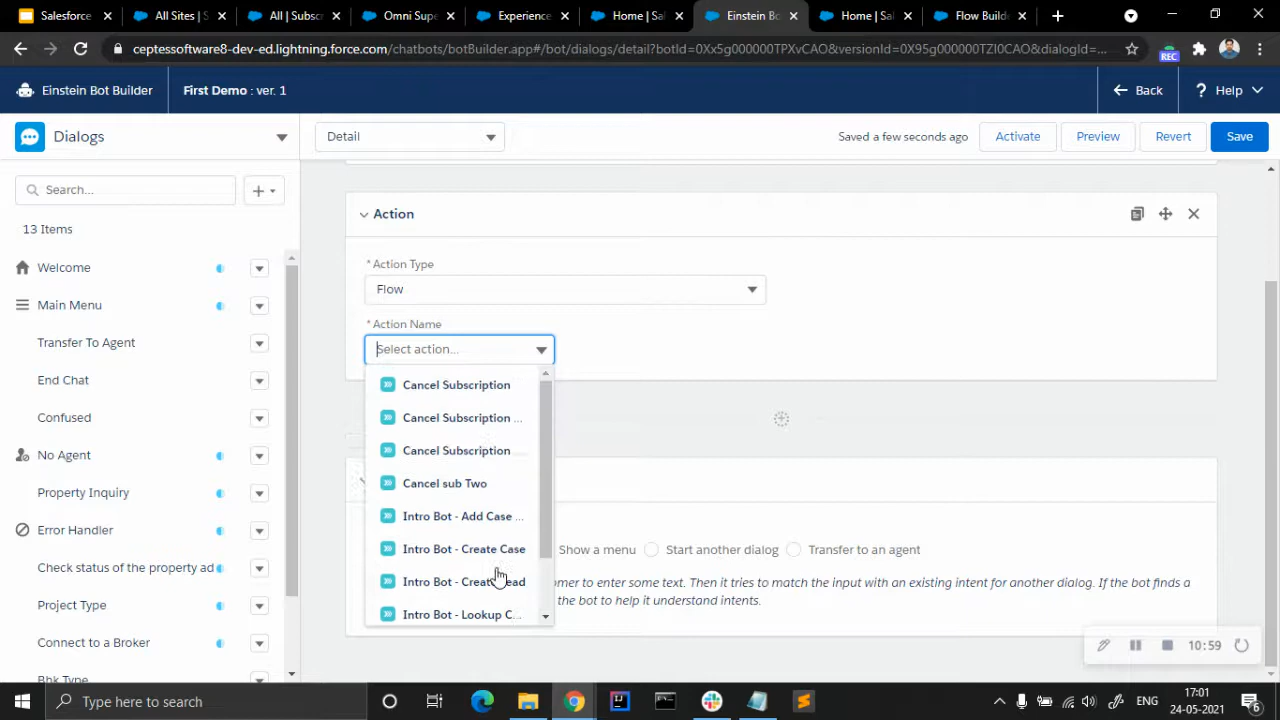 Salesforce
All Sites | S
All | Subsc
Omni Supe
Experience
Home | Sal
Einstein Bo
Home | Sal
Flow Builde
ceptessoftware8-dev-ed.lightning.force.com/chatbots/botBuilder.app#/bot/dialogs/detail?botId=0Xx5g000000TPXvCAO&versionId=0X95g000000TZI0CAO&dialogId=...
REC
Einstein Bot Builder
First Demo : ver. 1
Back
? Help
Dialogs
Detail
Saved a few seconds ago
Activate
Preview
Revert
Save
Search...
13 Items
Welcome
Main Menu
Transfer To Agent
End Chat
Confused
No Agent
Property Inquiry
Error Handler
Check status of the property ad
Project Type
Connect to a Broker
Bhk Type
Action
* Action Type
Flow
* Action Name
Select action...
Cancel Subscription
Cancel Subscription ...
Cancel Subscription
Cancel sub Two
Intro Bot - Add Case ...
Intro Bot - Create Case
Intro Bot - Create Lead
Intro Bot - Lookup C...
Show a menu
Start another dialog
Transfer to an agent
omer to enter some text. Then it tries to match the input with an existing intent for another dialog. If the bot finds a
the bot to help it understand intents.
10:59
Type here to search
ENG
17:01
24-05-2021
6